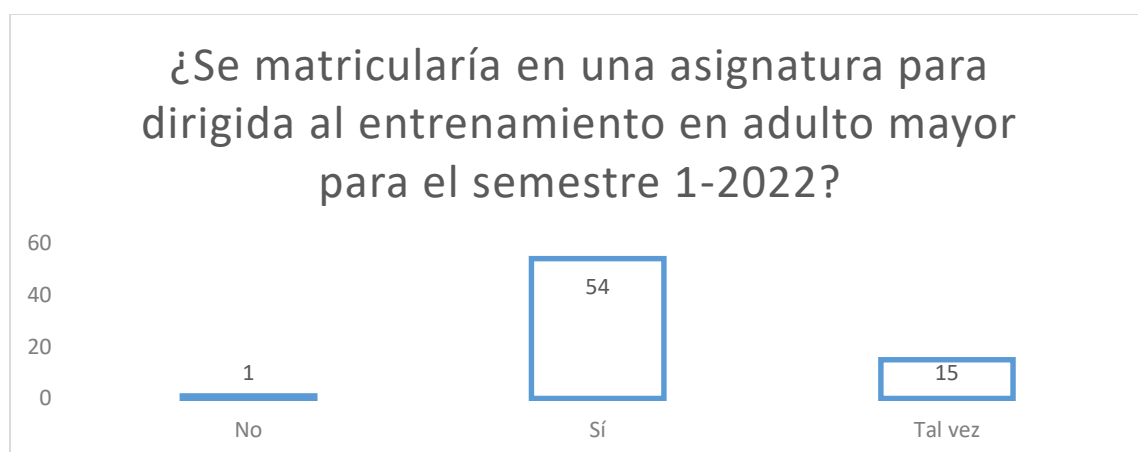 ¿Se matricularía en una asignatura para
dirigida al entrenamiento en adulto mayor
para el semestre 1-2022?
60
40
20
0
1
54
15
No
Sí
Tal vez